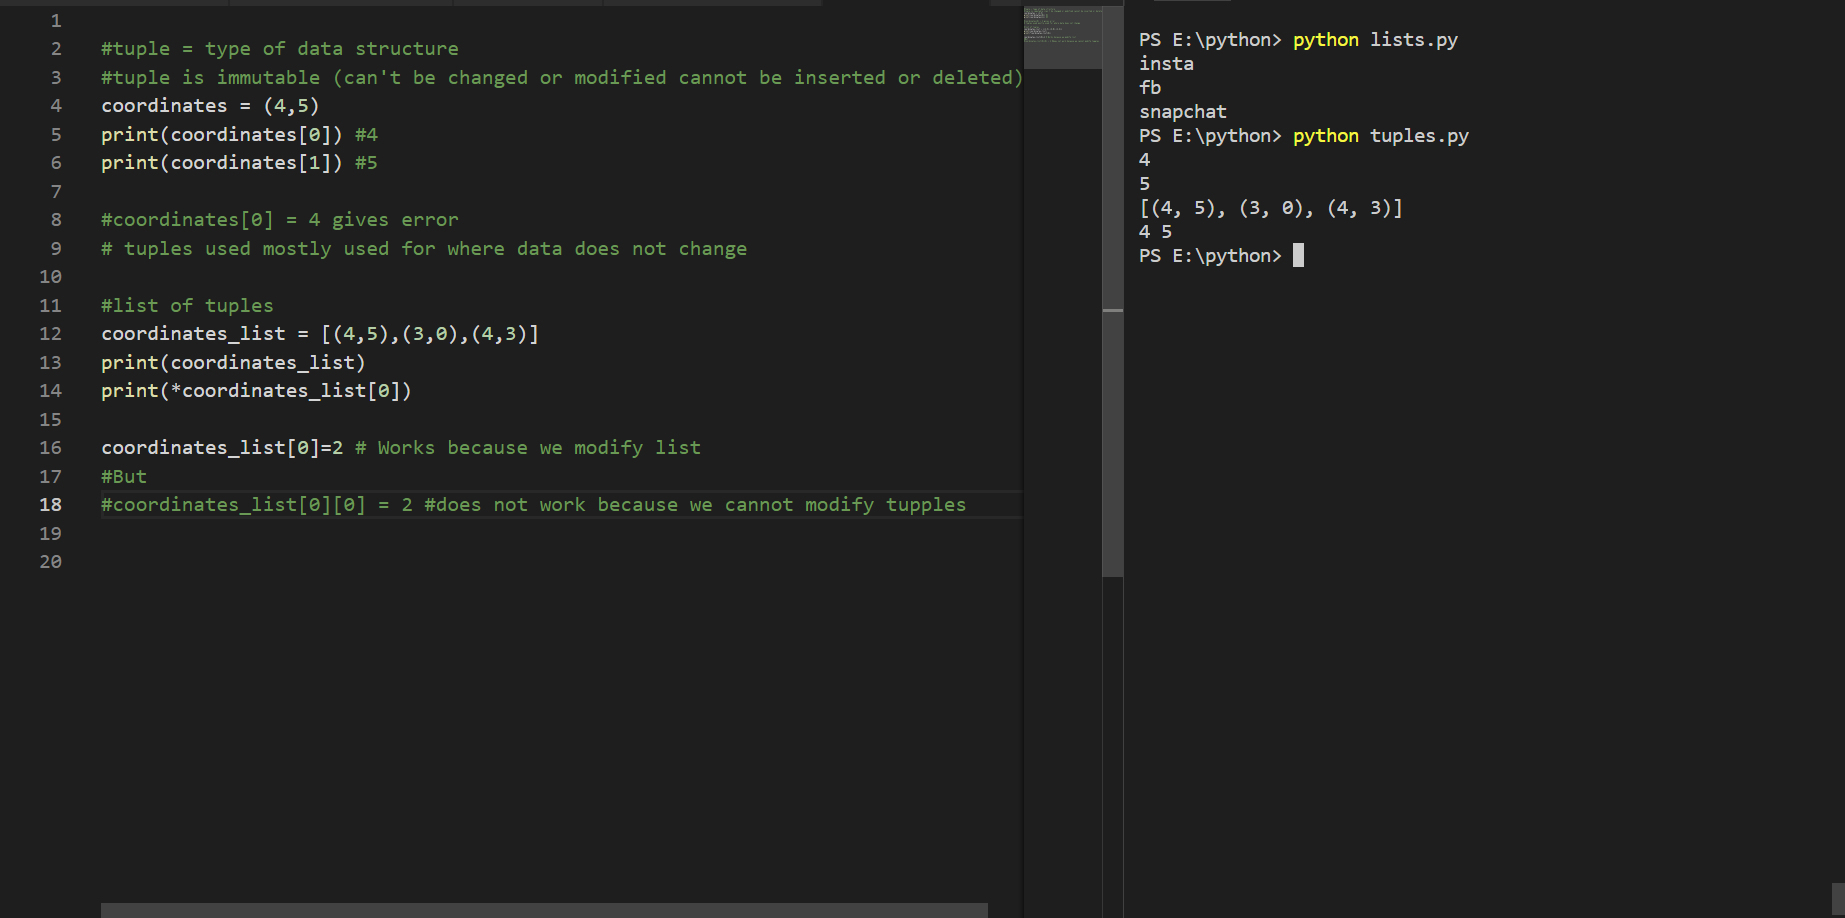 1
2 #tuple = type of data structure
3 #tuple is immutable (can't be changed or modified cannot be inserted or deleted)
4 coordinates = (4,5)
5 print(coordinates[0]) #4
6 print(coordinates[1]) #5
7
8 #coordinates[0] = 4 gives error
9 # tuples used mostly used for where data does not change
10
11 #list of tuples
12 coordinates_list = [(4,5),(3,0),(4,3)]
13 print(coordinates_list)
14 print(*coordinates_list[0])
15
16 coordinates_list[0]=2 # Works because we modify list
17 #But
18 #coordinates_list[0][0] = 2 #does not work because we cannot modify tupples
19
20
PS E:\python> python lists.py
insta
fb
snapchat
PS E:\python> python tuples.py
4
5
[(4, 5), (3, 0), (4, 3)]
4 5
PS E:\python>